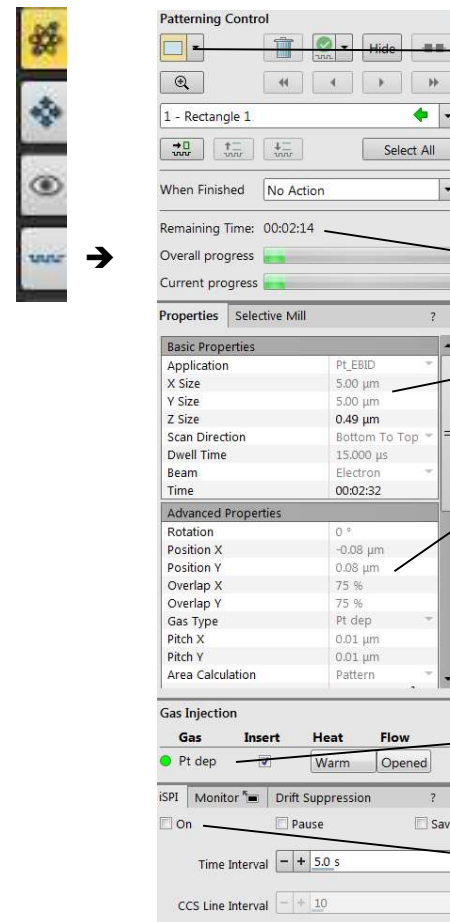 Patterning Control
Hide
1 - Rectangle 1
Select All
When Finished No Action
Remaining Time: 00:02:14
Overall progress
Current progress
Properties Selective Mill ?
Basic Properties
Application Pt_EBID
X Size 5.00 µm
Y Size 5.00 µm
Z Size 0.49 µm
Scan Direction Bottom To Top
Dwell Time 15.000 µs
Beam Electron
Time 00:02:32
Advanced Properties
Rotation 0 °
Position X -0.08 µm
Position Y 0.08 µm
Overlap X 75 %
Overlap Y 75 %
Gas Type Pt dep
Pitch X 0.01 µm
Pitch Y 0.01 µm
Area Calculation Pattern
Gas Injection
Gas Insert Heat Flow
Pt dep Warm Opened
iSPI Monitor Drift Suppression ?
On Pause Sav
Time Interval - + 5.0 s
CCS Line Interval - + 10